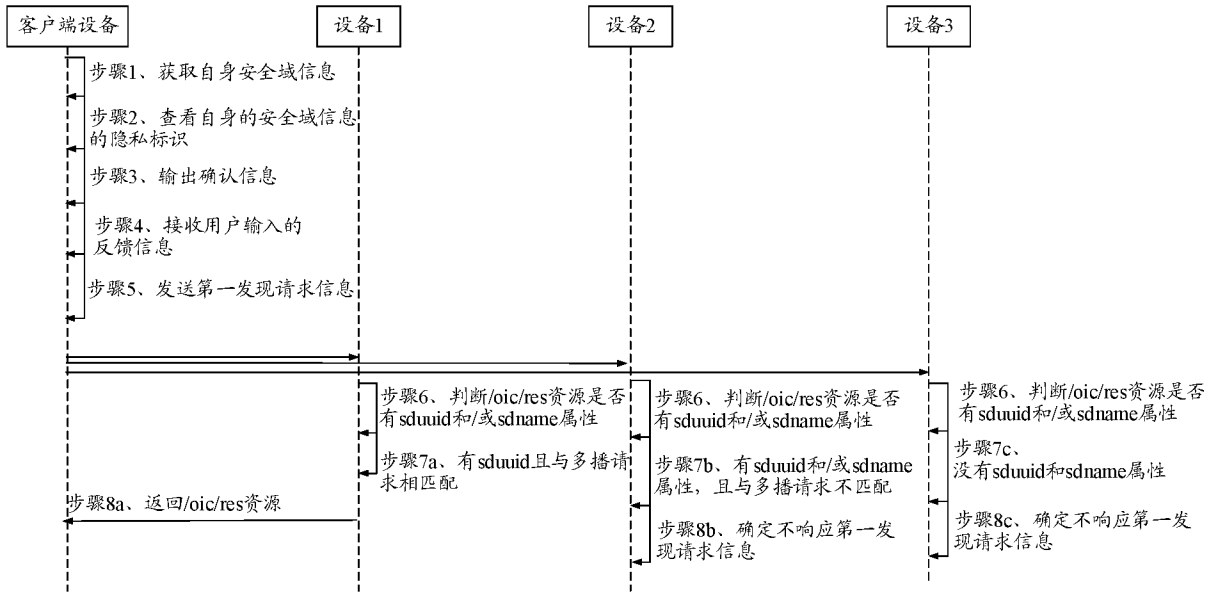 客户端设备
设备1
设备2
设备3
步骤1、获取自身安全域信息
步骤2、查看自身的安全域信息
的隐私标识
步骤3、输出确认信息
步骤4、接收用户输入的
反馈信息
步骤5、发送第一发现请求信息
步骤6、判断/oic/res资源是否
有sduuid和/或sdname属性
步骤7a、有sduuid且与多播请
求相匹配
步骤8a、返回/oic/res资源
步骤6、判断/oic/res资源是否
有sduuid和/或sdname属性
步骤7b、有sduuid和/或sdname
属性，且与多播请求不匹配
步骤8b、确定不响应第一发
现请求信息
步骤6、判断/oic/res资源是否
有sduuid和/或sdname属性
步骤7c、
没有sduuid和sdname属性
步骤8c、确定不响应第一发
现请求信息